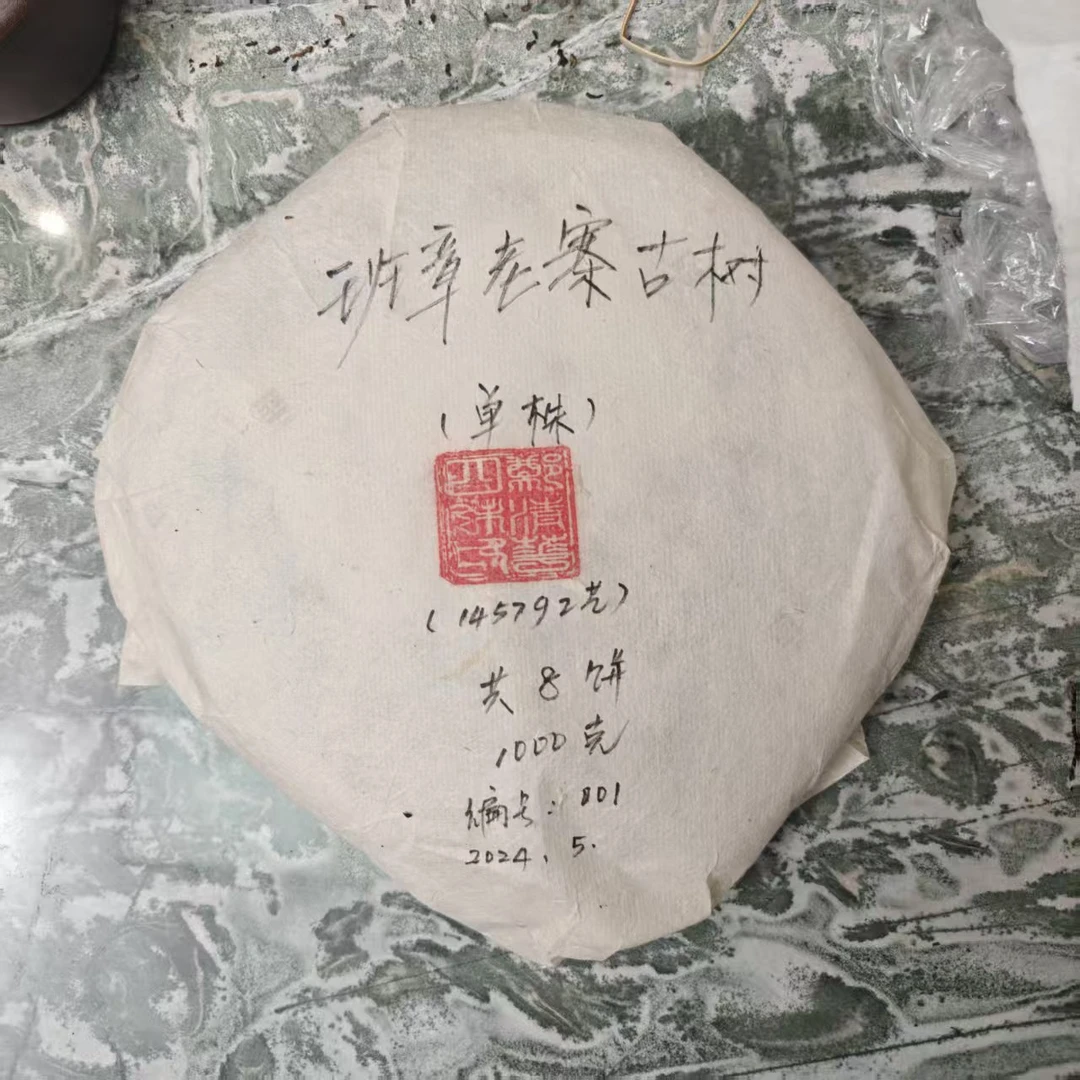 班章老寨古树
(单株)
(145792克)
共8饼
1000克
编号：001
2024.5.